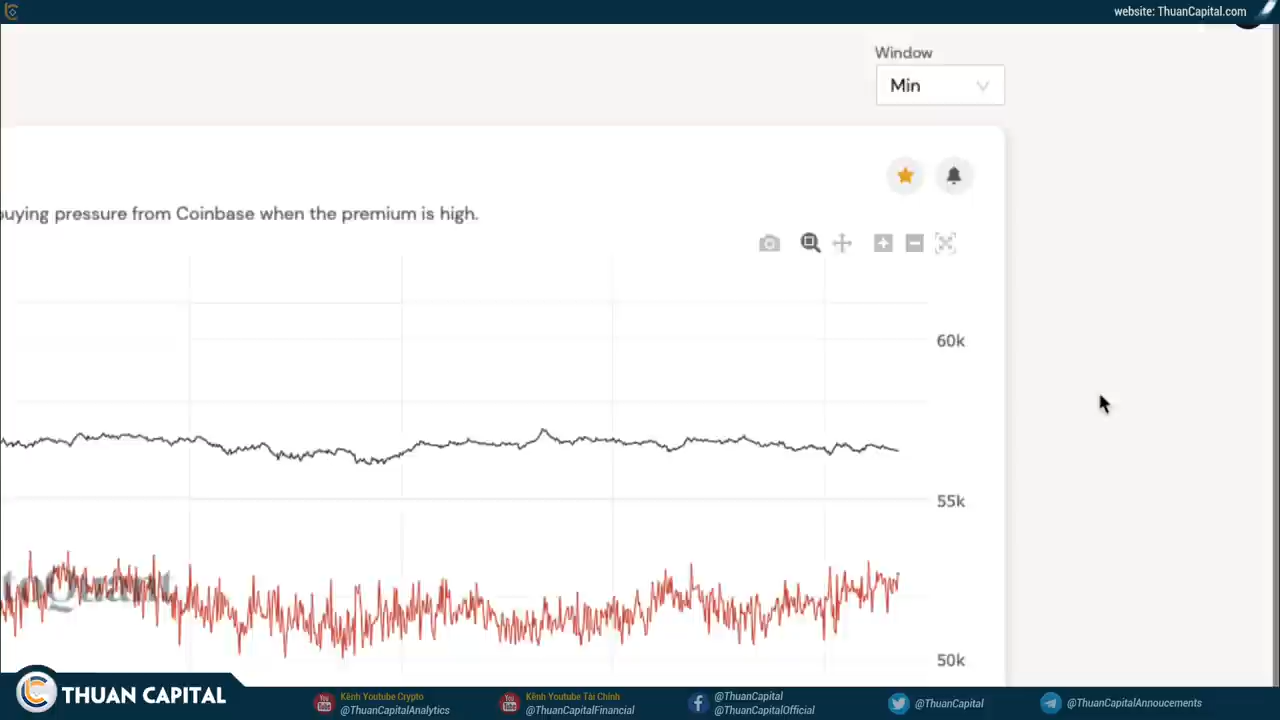 website: ThuanCapital.com
Window
Min
buying pressure from Coinbase when the premium is high.
60k
55k
50k
THUAN CAPITAL
Kênh Youtube Crypto
@ThuanCapitalAnalytics
Kênh Youtube Tài Chính
@ThuanCapitalFinancial
@ThuanCapital
@ThuanCapitalOfficial
@ThuanCapital
@ThuanCapitalAnnoucements